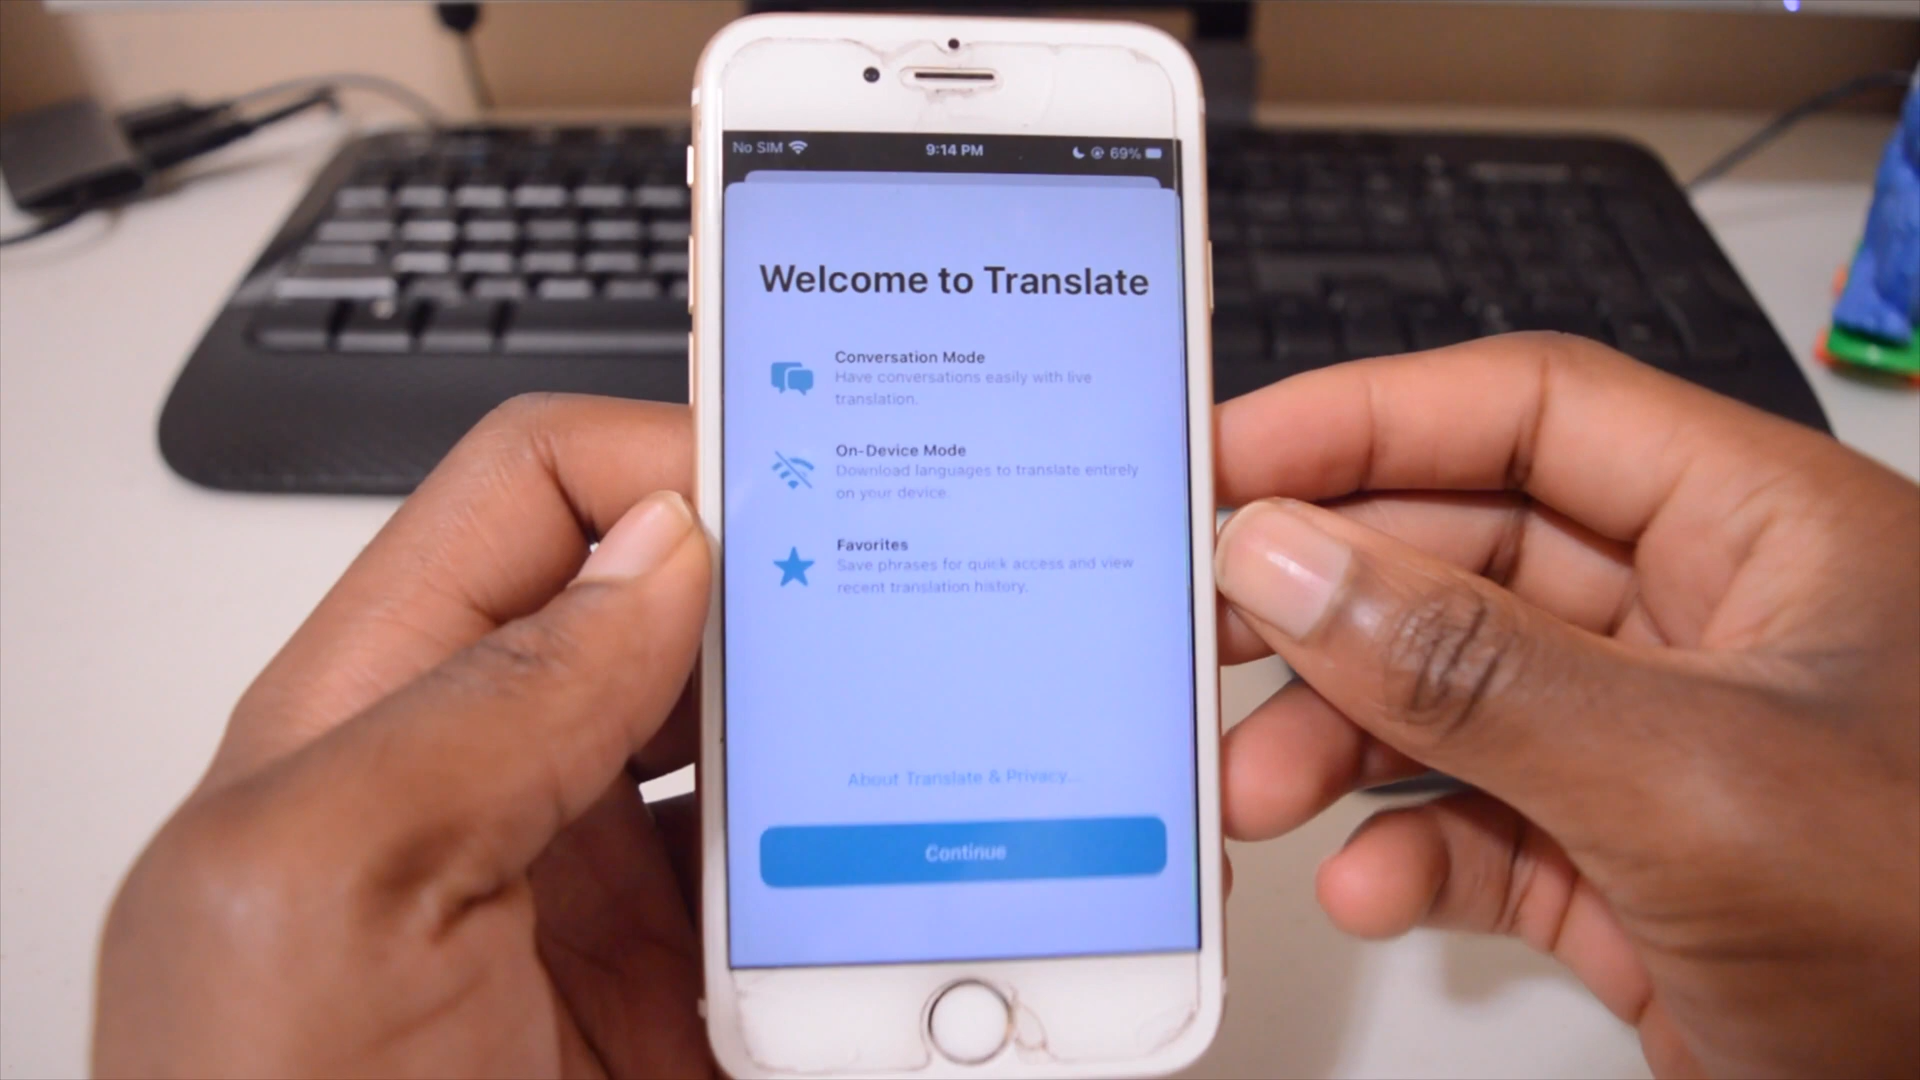 No SIM 9:14 PM 69%
Welcome to Translate
Conversation Mode
Have conversations easily with live
translation.
On-Device Mode
Download languages to translate entirely
on your device.
Favorites
Save phrases for quick access and view
recent translation history.
About Translate & Privacy...
Continue